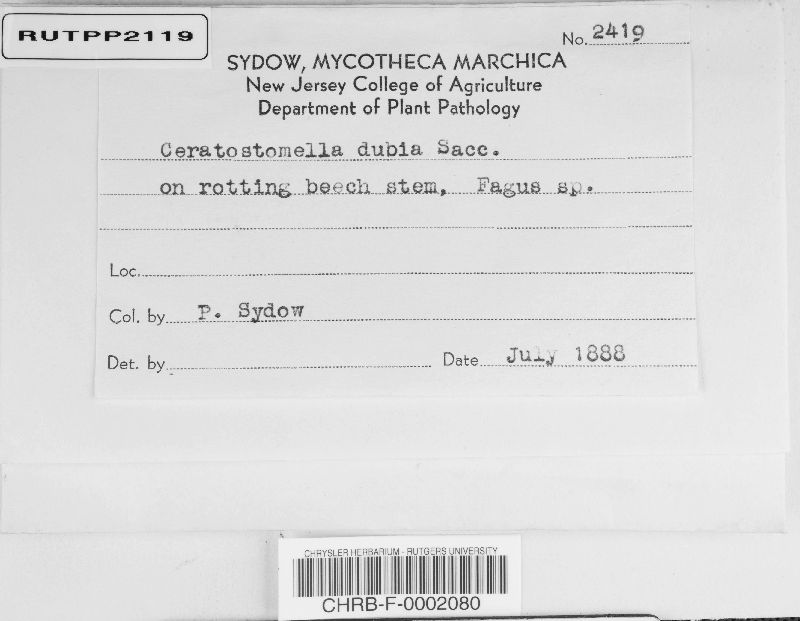 RUTPP2119
No. 2419
SYDOW, MYCOTHECA MARCHICA
New Jersey College of Agriculture
Department of Plant Pathology
Ceratostomella dubia Sacc.
on rotting beech stem, Fagus sp.
Loc.
Col. by P. Sydow
Det. by Date July 1888
CHRYSLER HERBARIUM - RUTGERS UNIVERSITY
CHRB-F-0002080